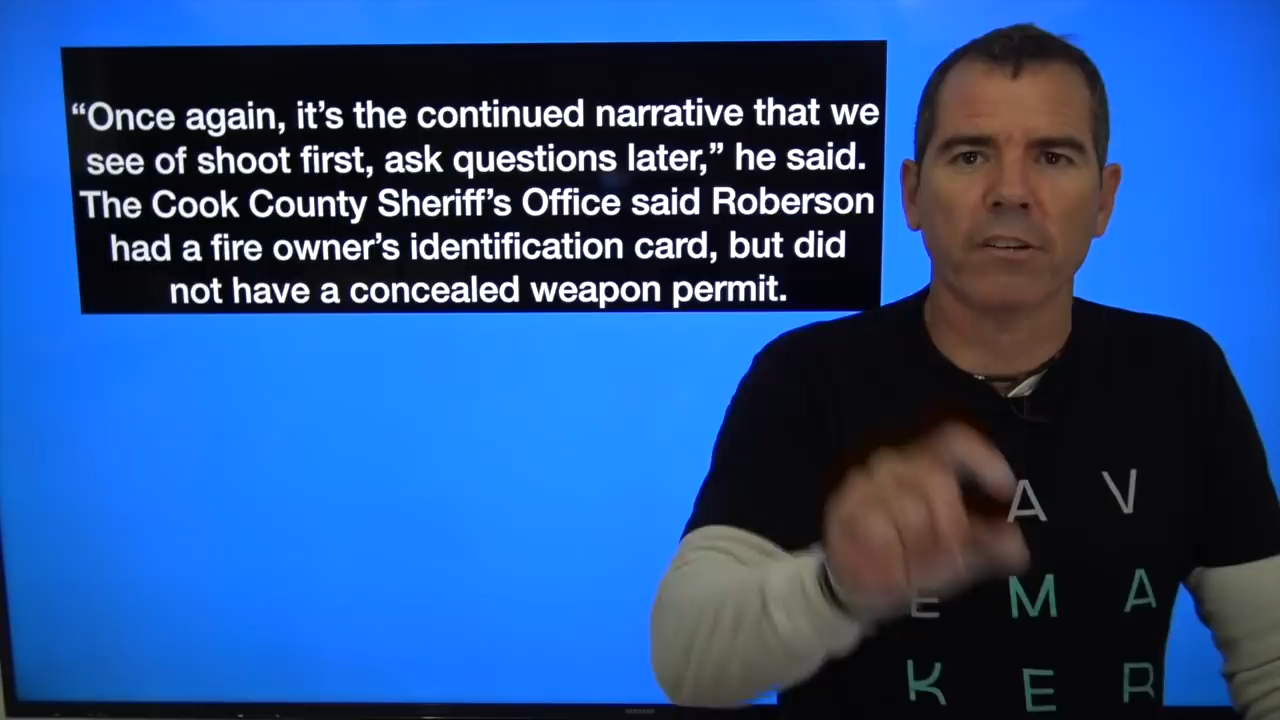 “Once again, it’s the continued narrative that we
see of shoot first, ask questions later,” he said.
The Cook County Sheriff’s Office said Roberson
had a fire owner’s identification card, but did
not have a concealed weapon permit.
A V
E M A
K E R